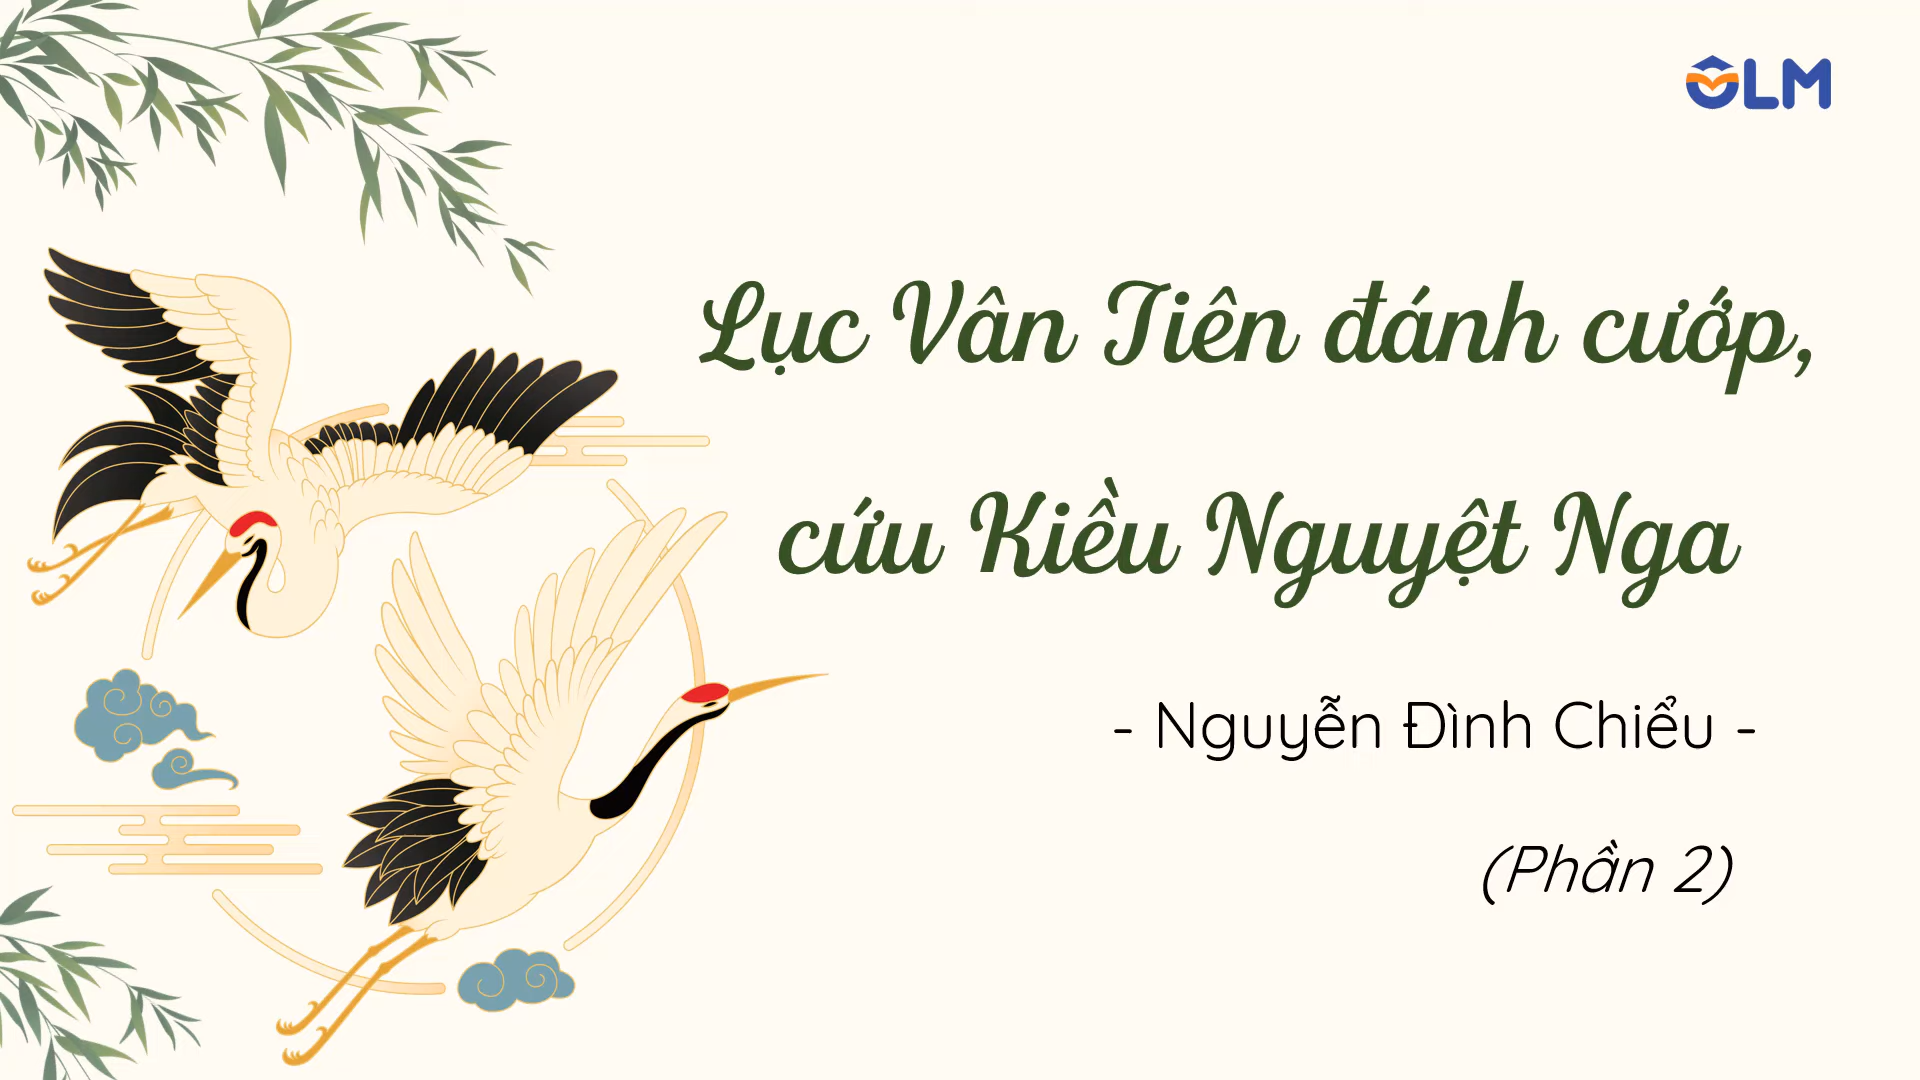 OLM
Lục Vân Tiên đánh cướp,
cứu Kiều Nguyệt Nga
- Nguyễn Đình Chiểu -
(Phần 2)